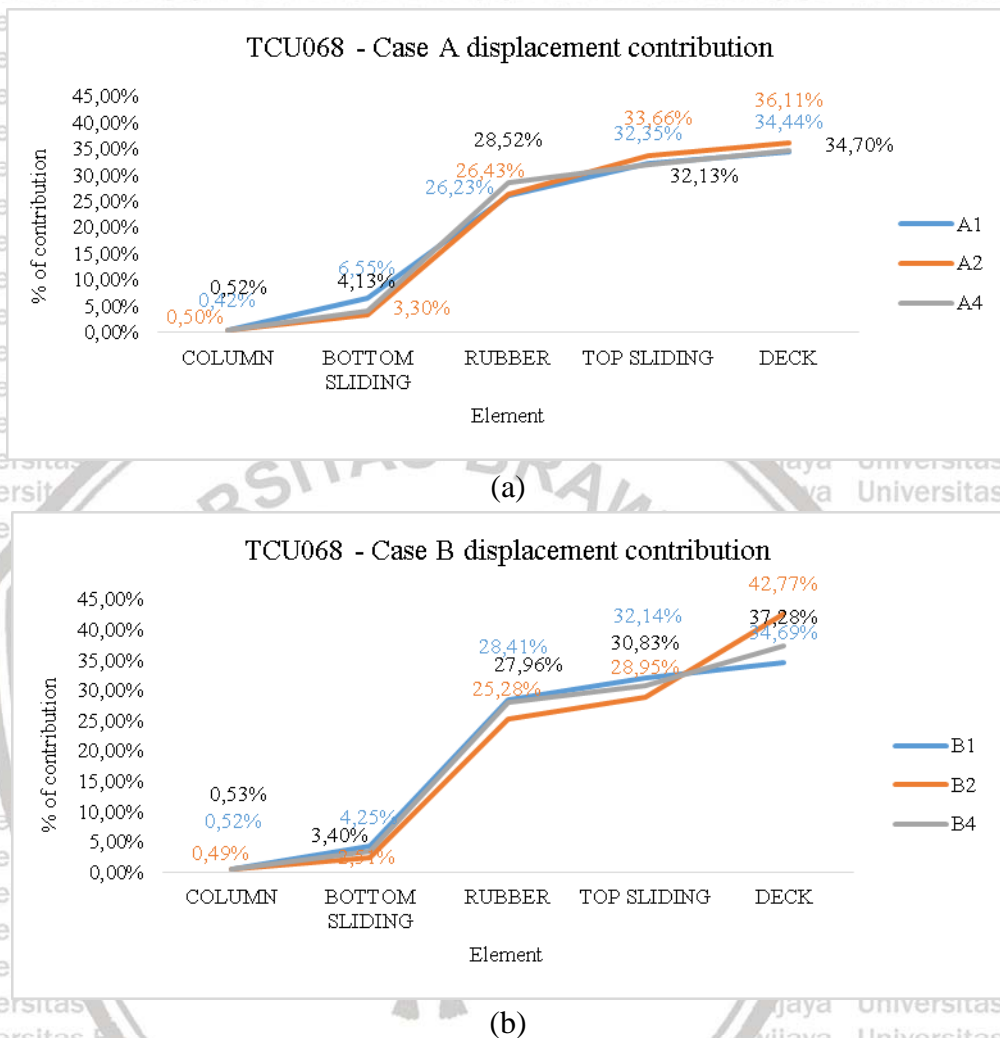 TCU068 - Case A displacement contribution
45,00%
40,00%
35,00%
30,00%
25,00%
20,00%
15,00%
10,00%
5,00%
0,00%
% of contribution
0,52%
0,42%
0,50%
6,55%
4,13%
3,30%
28,52%
26,43%
26,23%
33,66%
32,35%
32,13%
36,11%
34,44%
34,70%
COLUMN
BOTTOM
SLIDING
RUBBER
TOP SLIDING
DECK
Element
A1
A2
A4
(a)
Universitas
TCU068 - Case B displacement contribution
45,00%
40,00%
35,00%
30,00%
25,00%
20,00%
15,00%
10,00%
5,00%
0,00%
% of contribution
0,53%
0,52%
0,49%
4,25%
3,40%
28,41%
27,96%
25,28%
32,14%
30,83%
28,95%
42,77%
37,28%
34,69%
COLUMN
BOTTOM
SLIDING
RUBBER
TOP SLIDING
DECK
Element
B1
B2
B4
(b)
Universitas